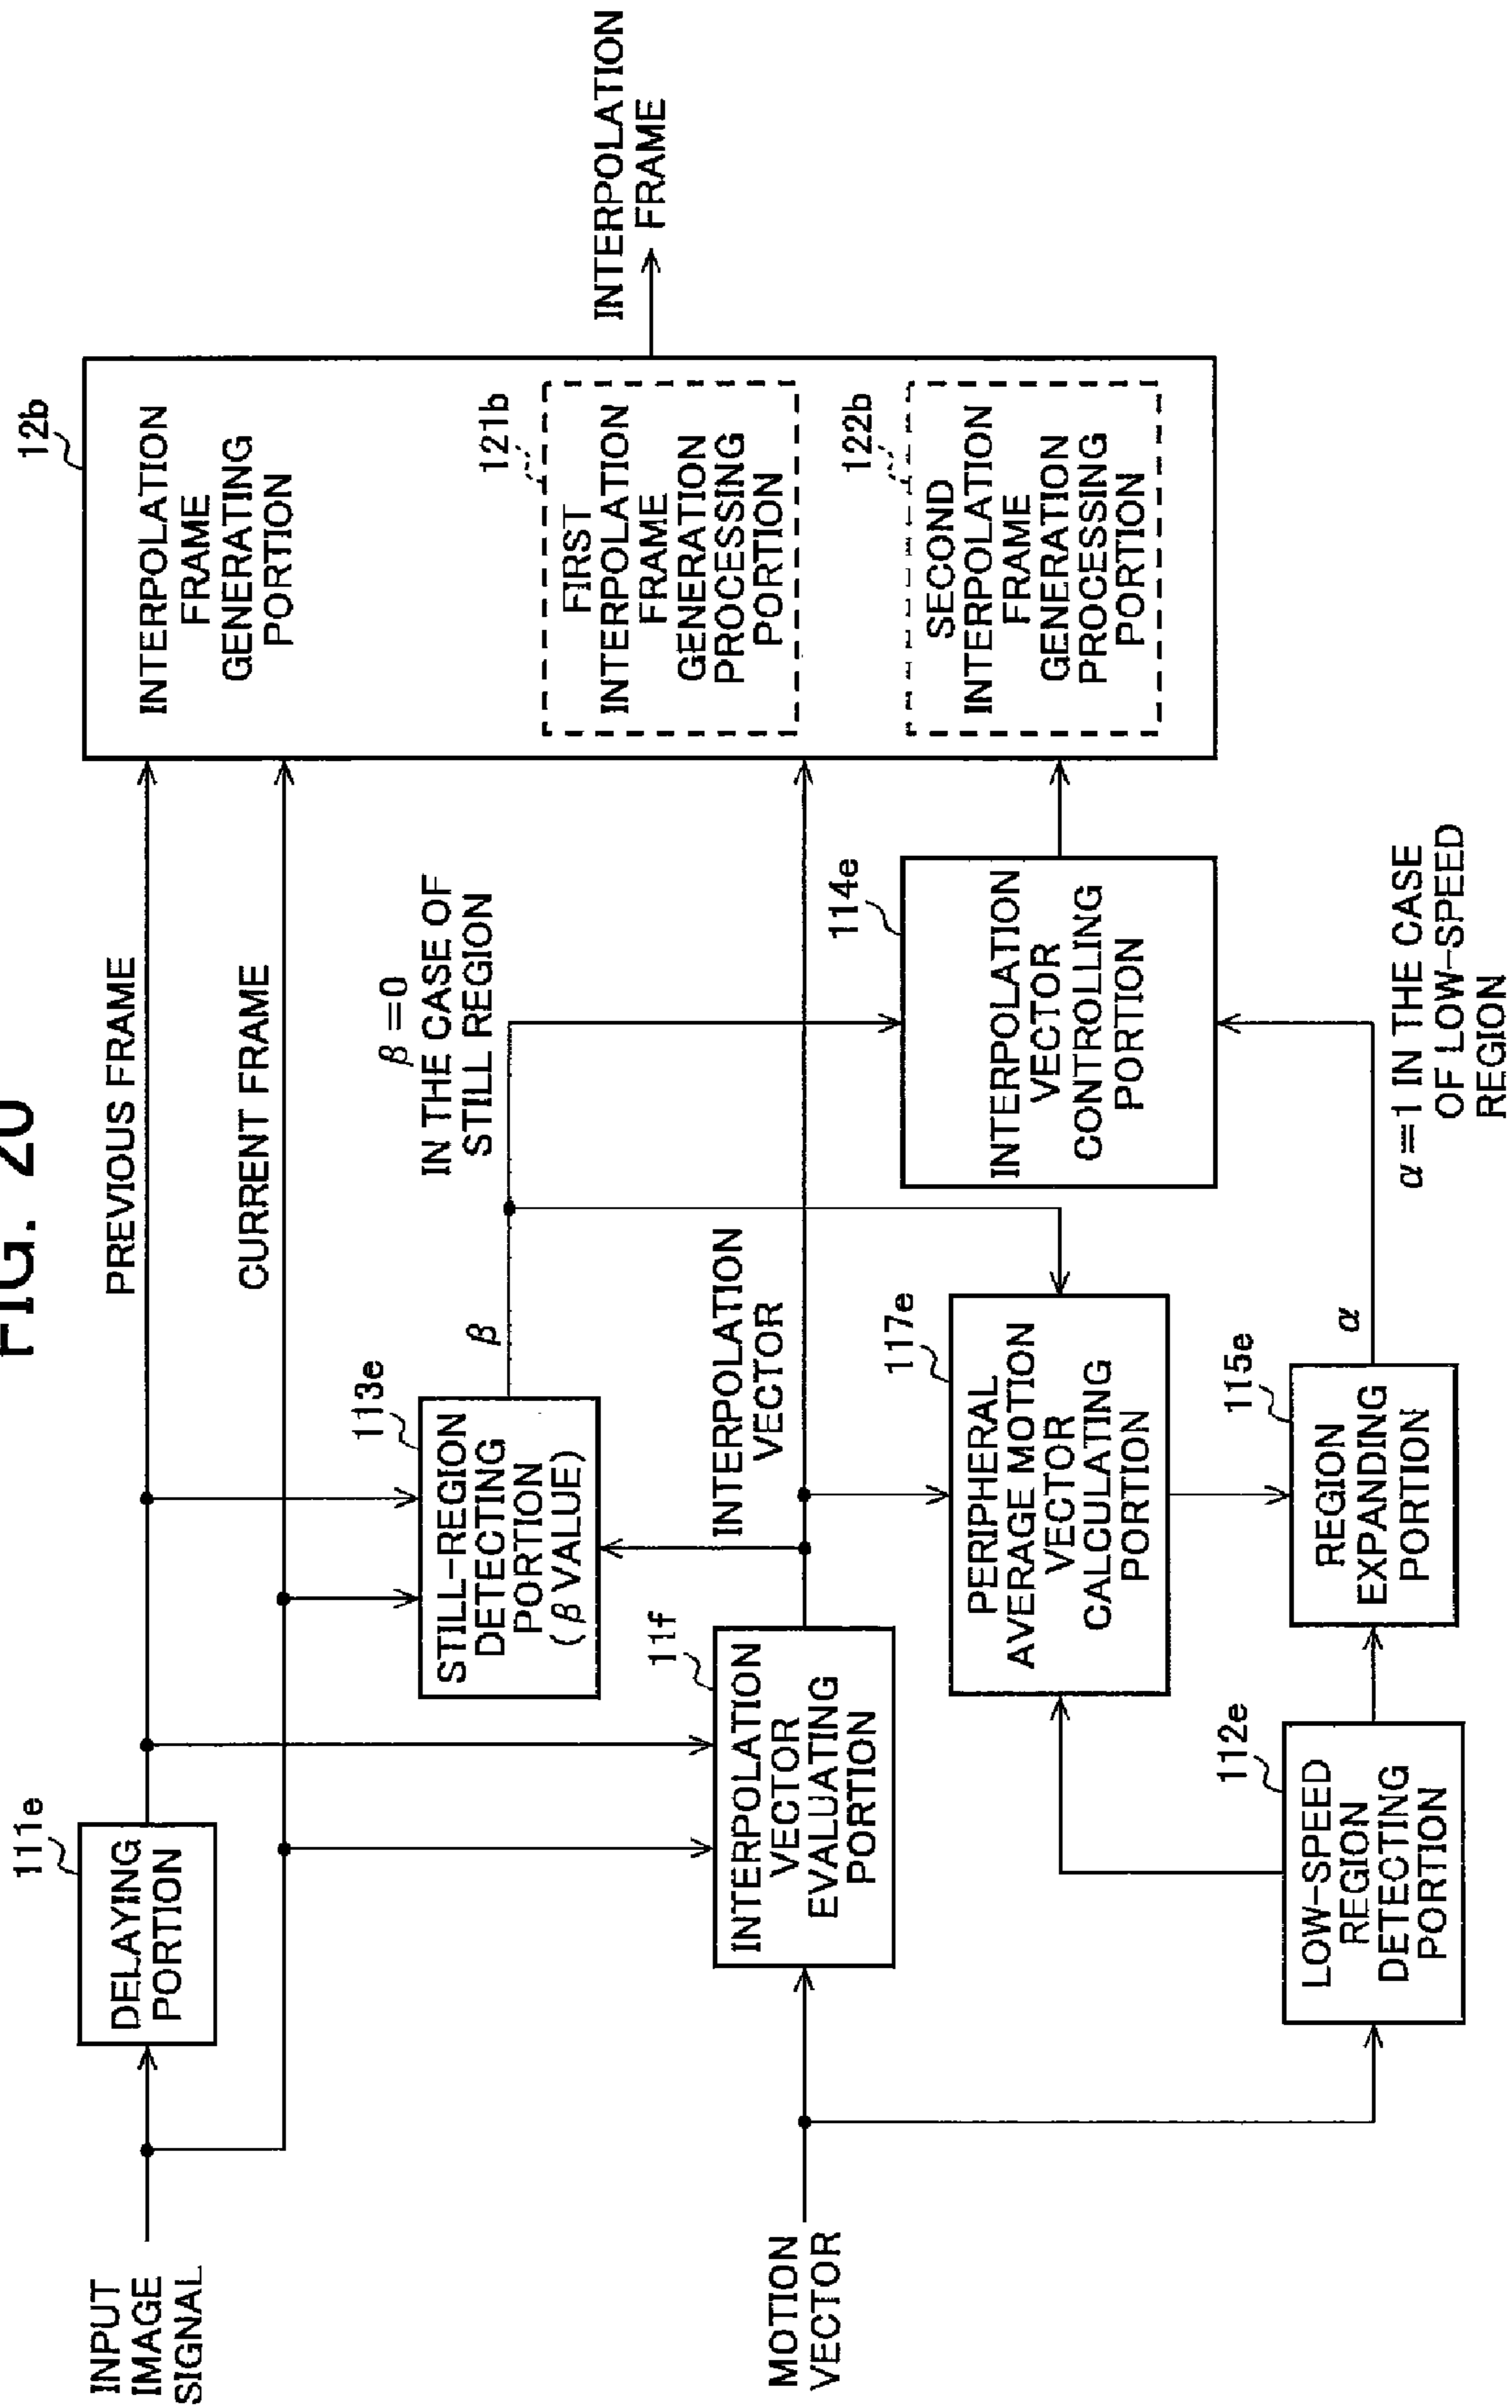 FIG. 20
INPUT
IMAGE
SIGNAL
111e
DELAYING
PORTION
PREVIOUS FRAME
CURRENT FRAME
12b
INTERPOLATION
FRAME
GENERATING
PORTION
121b
FIRST
INTERPOLATION
FRAME
GENERATION
PROCESSING
PORTION
122b
SECOND
INTERPOLATION
FRAME
GENERATION
PROCESSING
PORTION
INTERPOLATION
FRAME
113e
STILL-REGION
DETECTING
PORTION
(β VALUE)
β
β=0
IN THE CASE OF
STILL REGION
MOTION
VECTOR
11f
INTERPOLATION
VECTOR
EVALUATING
PORTION
INTERPOLATION
VECTOR
117e
PERIPHERAL
AVERAGE MOTION
VECTOR
CALCULATING
PORTION
114e
INTERPOLATION
VECTOR
CONTROLLING
PORTION
112e
LOW-SPEED
REGION
DETECTING
PORTION
115e
REGION
EXPANDING
PORTION
α
α=1 IN THE CASE
OF LOW-SPEED
REGION